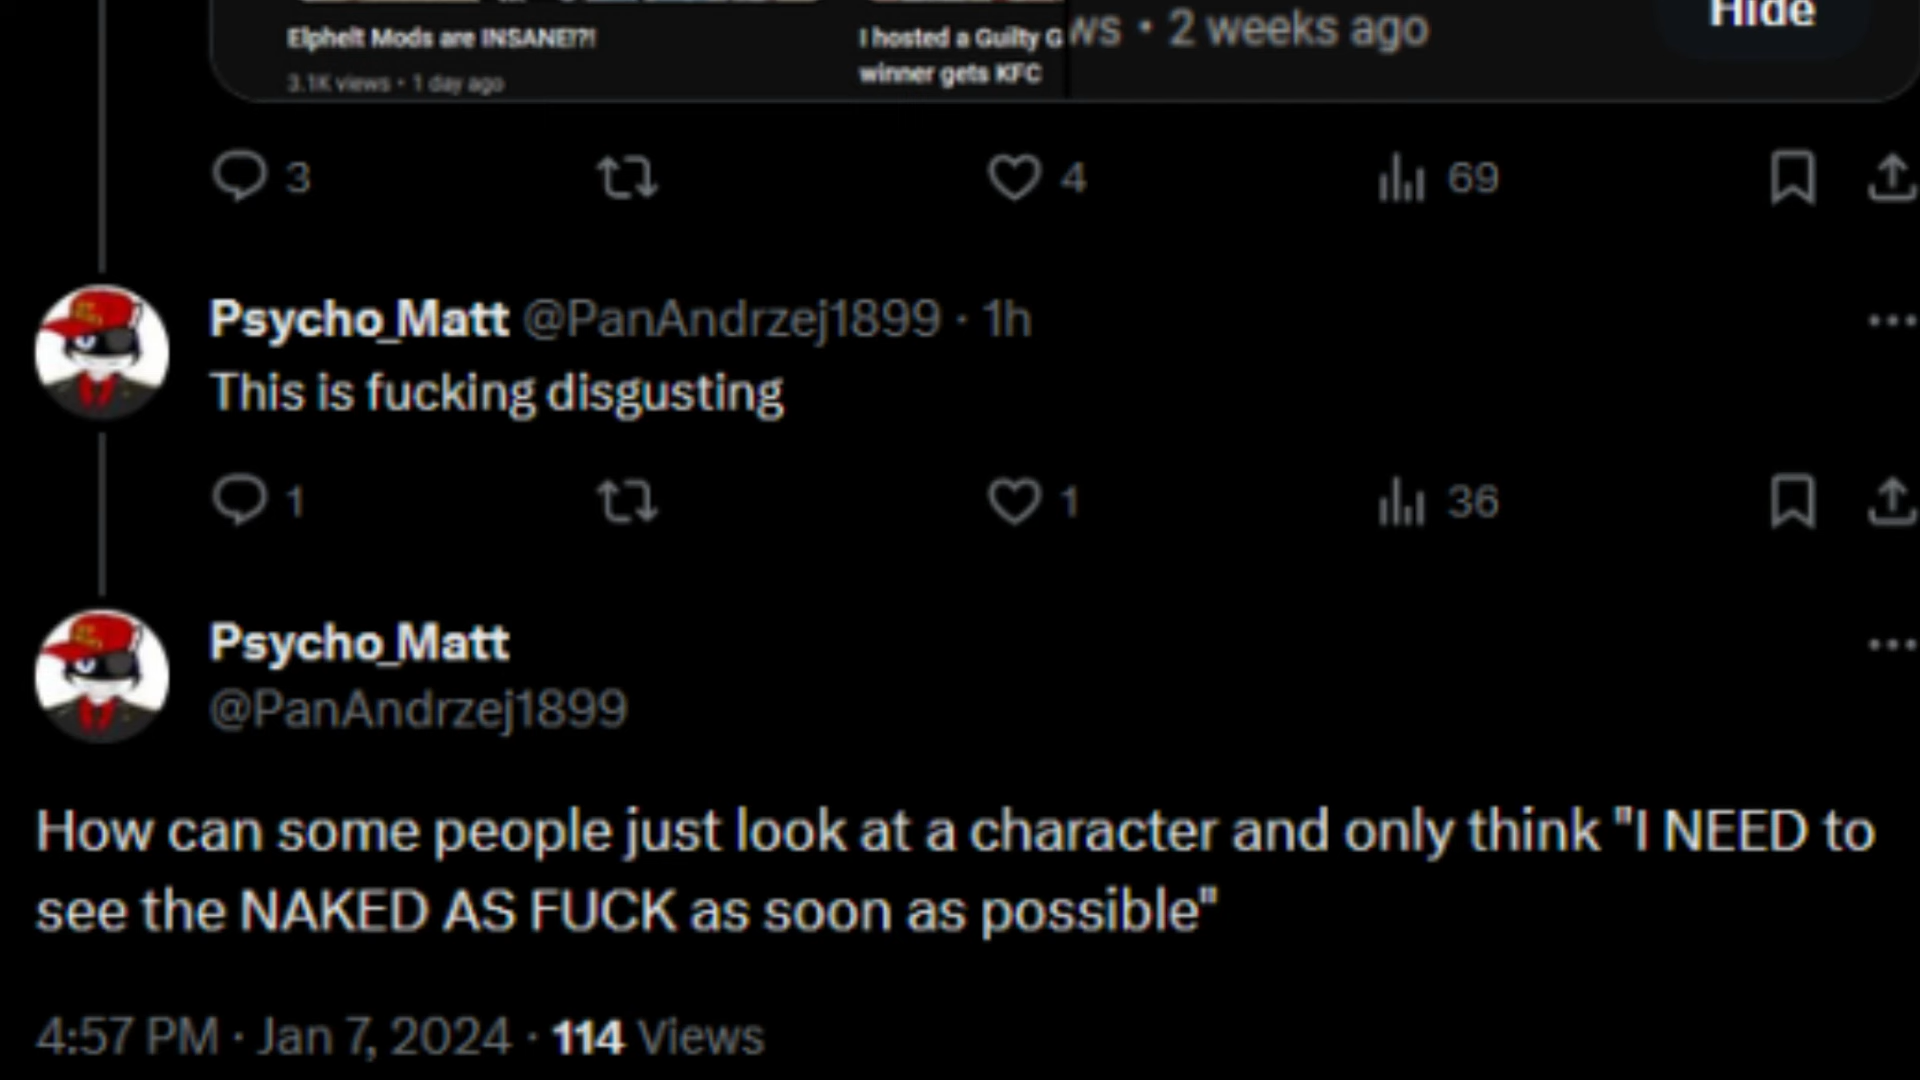 Elphelt Mods are INSANE!?!
I hosted a Guilty G
ws • 2 weeks ago
Hide
3.1K views • 1 day ago
winner gets KFC
3
4
69
Psycho_Matt @PanAndrzej1899 · 1h
This is fucking disgusting
1
1
36
Psycho_Matt
@PanAndrzej1899
How can some people just look at a character and only think "I NEED to
see the NAKED AS FUCK as soon as possible"
4:57 PM · Jan 7, 2024 · 114 Views